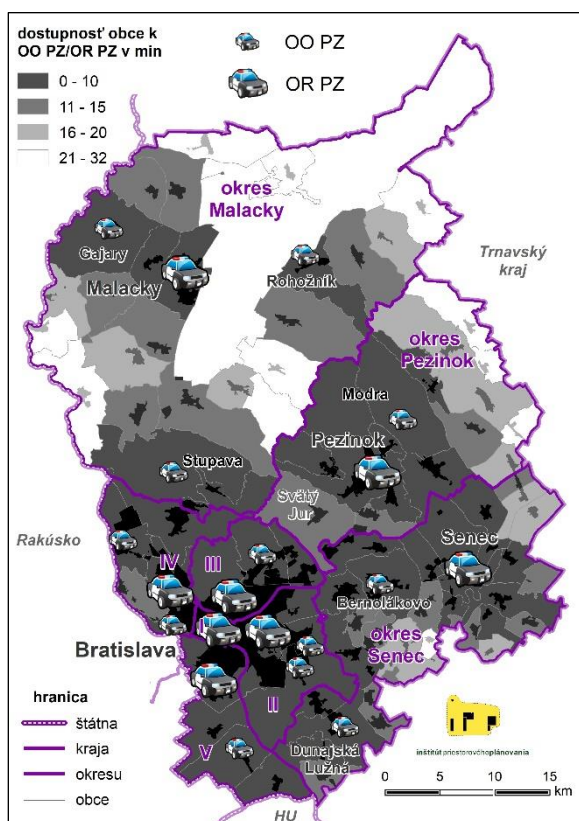 dostupnosť obce k
OO PZ/OR PZ v min
0 - 10
11 - 15
16 - 20
21 - 32
OO PZ
OR PZ
okres
Malacky
Gajary
Malacky
Rohožník
Trnavský
kraj
okres
Pezinok
Modra
Pezinok
Stupava
Svätý
Jur
Rakúsko
IV
III
Senec
Bernolákovo
Bratislava
okres
Senec
II
V
Dunajská
Lužná
HU
hranica
štátna
kraja
okresu
obce
inštitút priestorového plánovania
0 5 10 15
km